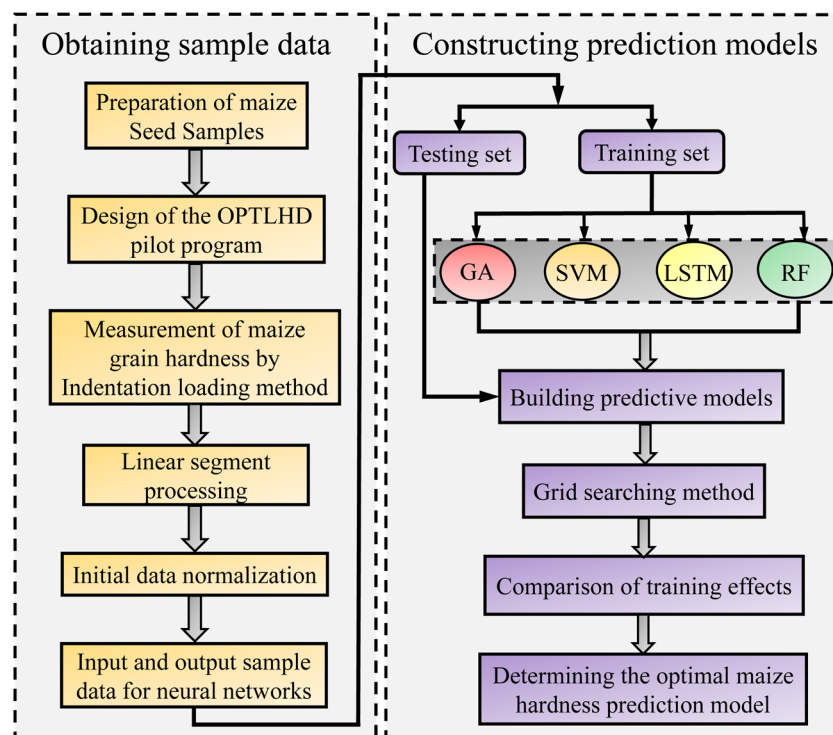 Obtaining sample data
Preparation of maize
Seed Samples
Design of the OPTLHD
pilot program
Measurement of maize
grain hardness by
Indentation loading method
Linear segment
processing
Initial data normalization
Input and output sample
data for neural networks
Constructing prediction models
Testing set
Training set
GA
SVM
LSTM
RF
Building predictive models
Grid searching method
Comparison of training effects
Determining the optimal maize
hardness prediction model